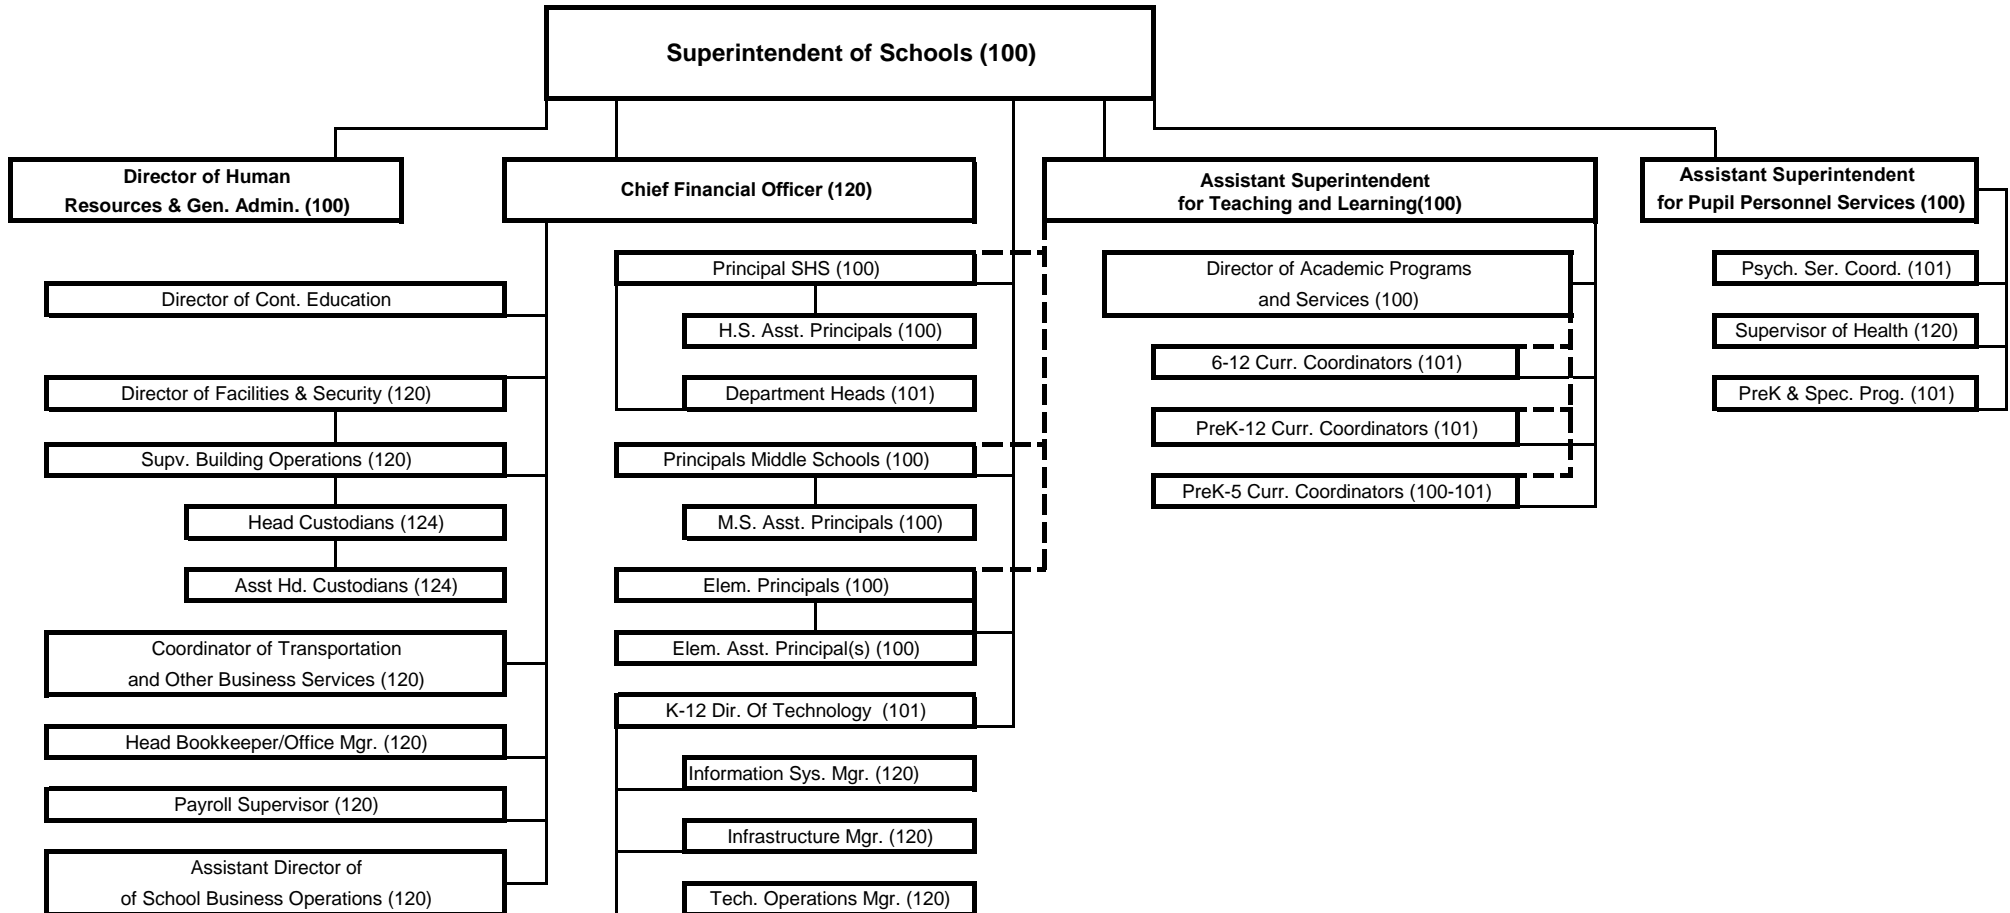 Superintendent of Schools (100)
Director of Human
Resources & Gen. Admin. (100)
Chief Financial Officer (120)
Assistant Superintendent
for Teaching and Learning(100)
Assistant Superintendent
for Pupil Personnel Services (100)
Director of Cont. Education
Director of Facilities & Security (120)
Supv. Building Operations (120)
Head Custodians (124)
Asst Hd. Custodians (124)
Coordinator of Transportation
and Other Business Services (120)
Head Bookkeeper/Office Mgr. (120)
Payroll Supervisor (120)
Assistant Director of
of School Business Operations (120)
Principal SHS (100)
H.S. Asst. Principals (100)
Department Heads (101)
Principals Middle Schools (100)
M.S. Asst. Principals (100)
Elem. Principals (100)
Elem. Asst. Principal(s) (100)
K-12 Dir. Of Technology  (101)
Information Sys. Mgr. (120)
Infrastructure Mgr. (120)
Tech. Operations Mgr. (120)
Director of Academic Programs
and Services (100)
6-12 Curr. Coordinators (101)
PreK-12 Curr. Coordinators (101)
PreK-5 Curr. Coordinators (100-101)
Psych. Ser. Coord. (101)
Supervisor of Health (120)
PreK & Spec. Prog. (101)